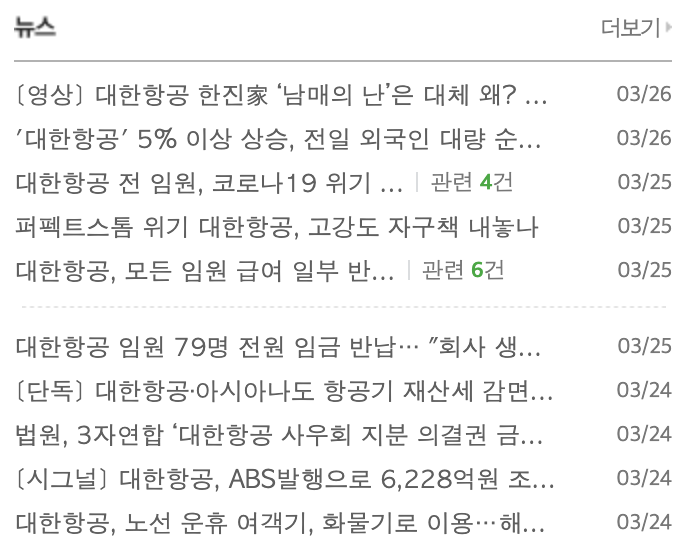 뉴스 더보기
[영상] 대한항공 한진家 ‘남매의 난’은 대체 왜? ... 03/26
'대한항공' 5% 이상 상승, 전일 외국인 대량 순... 03/26
대한항공 전 임원, 코로나19 위기 ... 관련 4건 03/25
퍼펙트스톰 위기 대한항공, 고강도 자구책 내놓나 03/25
대한항공, 모든 임원 급여 일부 반... 관련 6건 03/25
대한항공 임원 79명 전원 임금 반납… "회사 생... 03/25
[단독] 대한항공·아시아나도 항공기 재산세 감면... 03/24
법원, 3자연합 ‘대한항공 사우회 지분 의결권 금... 03/24
[시그널] 대한항공, ABS발행으로 6,228억원 조... 03/24
대한항공, 노선 운휴 여객기, 화물기로 이용…해... 03/24